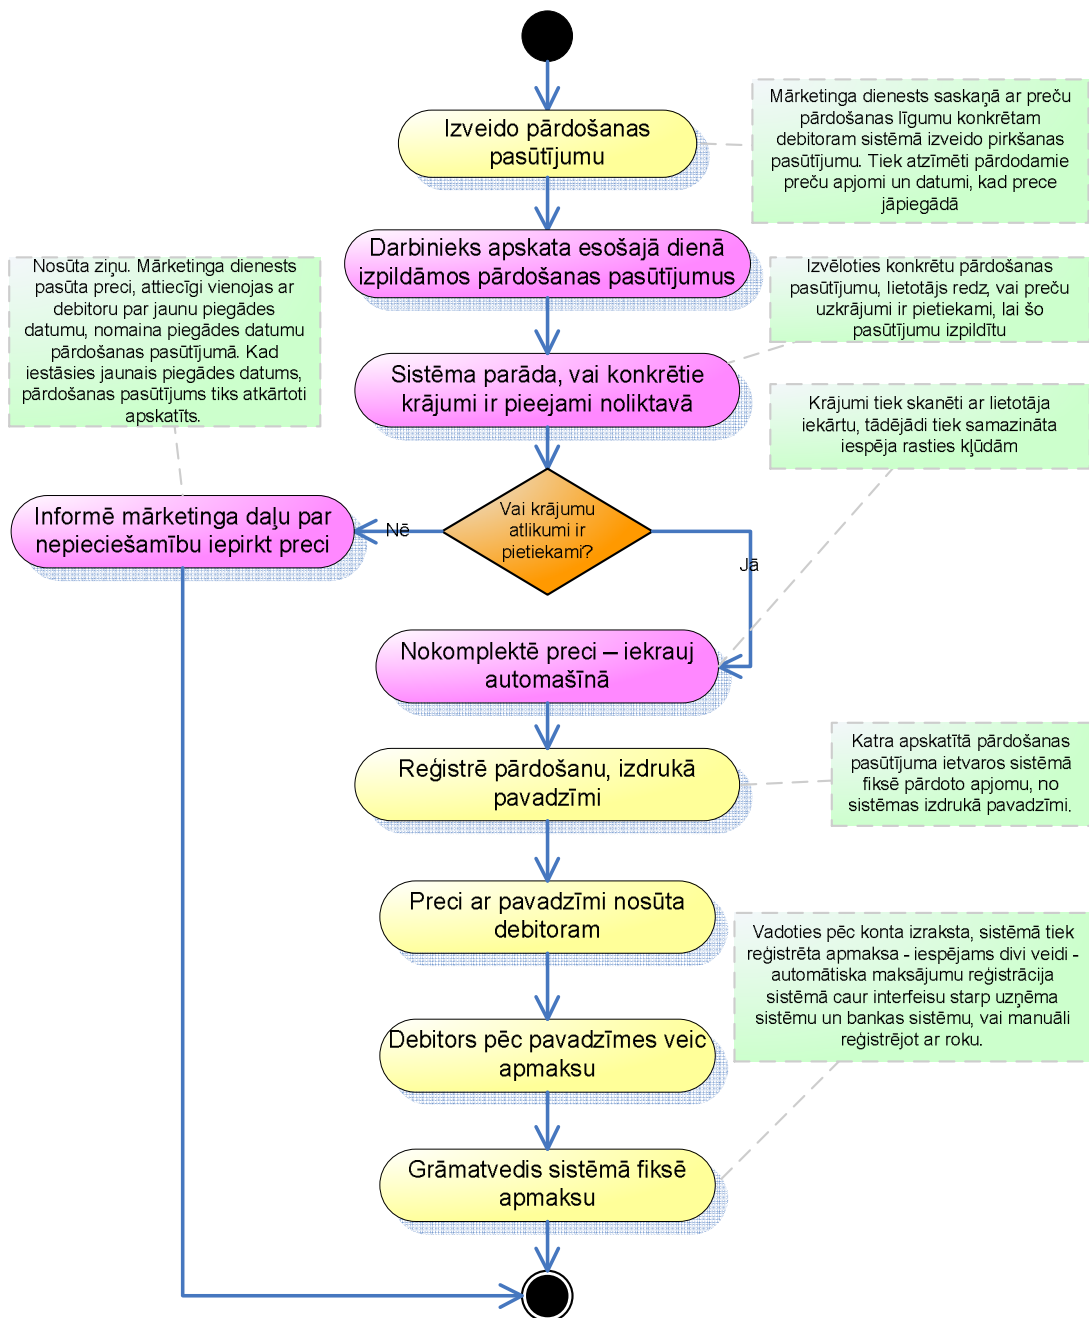 Izveido pārdošanas
pasūtījumu
Mārketinga dienests saskaņā ar preču
pārdošanas līgumu konkrētam
debitoram sistēmā izveido pirkšanas
pasūtījumu. Tiek atzīmēti pārdodamie
preču apjomi un datumi, kad prece
jāpiegādā
Darbinieks apskata esošajā dienā
izpildāmos pārdošanas pasūtījumus
Nosūta ziņu. Mārketinga dienests
pasūta preci, attiecīgi vienojas ar
debitoru par jaunu piegādes
datumu, nomaina piegādes datumu
pārdošanas pasūtījumā. Kad
iestāsies jaunais piegādes datums,
pārdošanas pasūtījums tiks atkārtoti
apskatīts.
Izvēloties konkrētu pārdošanas
pasūtījumu, lietotājs redz, vai preču
uzkrājumi ir pietiekami, lai šo
pasūtījumu izpildītu
Sistēma parāda, vai konkrētie
krājumi ir pieejami noliktavā
Krājumi tiek skanēti ar lietotāja
iekārtu, tādējādi tiek samazināta
iespēja rasties kļūdām
Informē mārketinga daļu par
nepieciešamību iepirkt preci
Nē
Vai krājumu
atlikumi ir
pietiekami?
Jā
Nokomplektē preci – iekrauj
automašīnā
Reģistrē pārdošanu, izdrukā
pavadzīmi
Katra apskatītā pārdošanas
pasūtījuma ietvaros sistēmā
fiksē pārdoto apjomu, no
sistēmas izdrukā pavadzīmi.
Preci ar pavadzīmi nosūta
debitoram
Vadoties pēc konta izraksta, sistēmā tiek
reģistrēta apmaksa - iespējams divi veidi -
automātiska maksājumu reģistrācija
sistēmā caur interfeisu starp uzņēma
sistēmu un bankas sistēmu, vai manuāli
reģistrējot ar roku.
Debitors pēc pavadzīmes veic
apmaksu
Grāmatvedis sistēmā fiksē
apmaksu